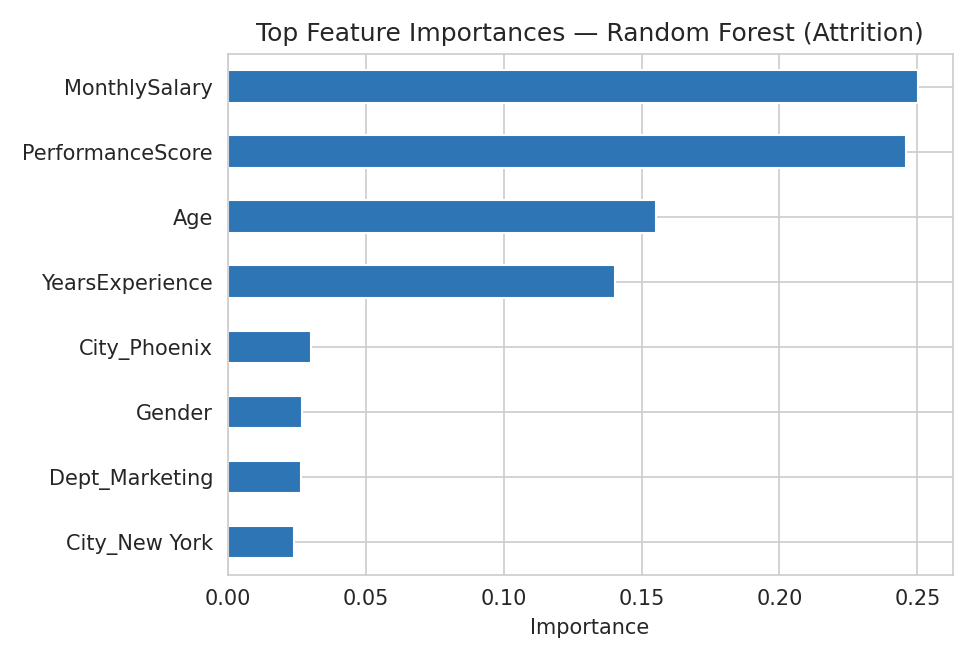 Top Feature Importances — Random Forest (Attrition)
MonthlySalary
PerformanceScore
Age
YearsExperience
City_Phoenix
Gender
Dept_Marketing
City_New York
0.00 0.05 0.10 0.15 0.20 0.25
Importance